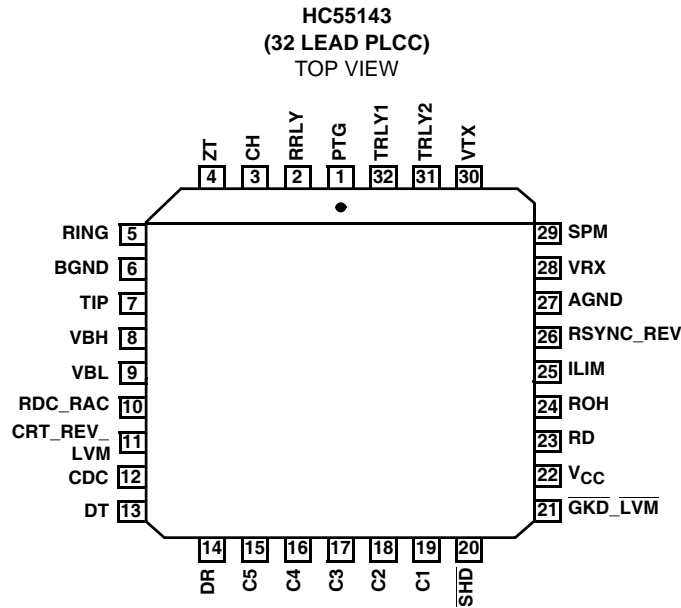 HC55143
(32 LEAD PLCC)
TOP VIEW
ZT
CH
RRLY
PTG
TRLY1
TRLY2
VTX
4
3
2
1
32
31
30
RING 5
BGND 6
TIP 7
VBH 8
VBL 9
RDC_RAC 10
CRT_REV_
LVM 11
CDC 12
DT 13
29 SPM
28 VRX
27 AGND
26 RSYNC_REV
25 ILIM
24 ROH
23 RD
22 VCC
21 GKD_LVM
14
15
16
17
18
19
20
DR
C5
C4
C3
C2
C1
SHD